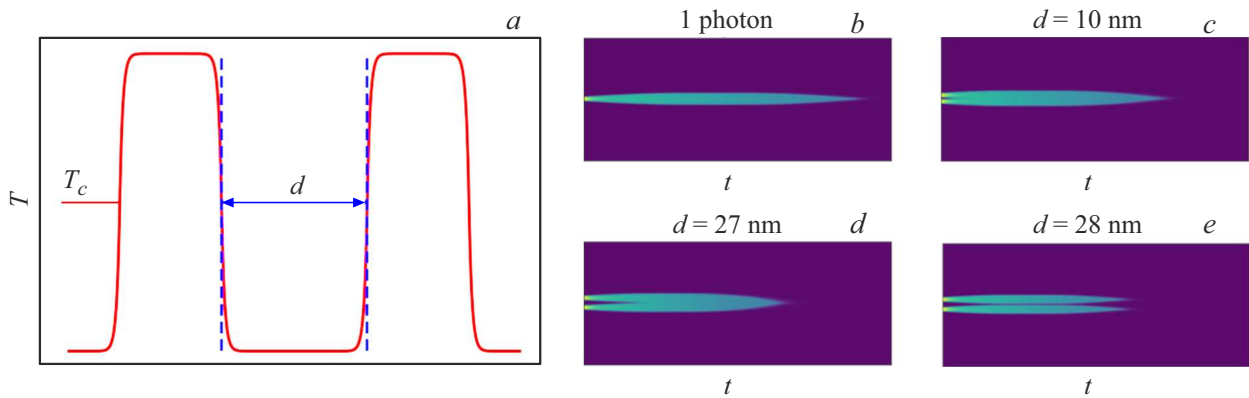 a
T
T_c
d
1 photon
b
t
d = 10 nm
c
t
d = 27 nm
d
t
d = 28 nm
e
t